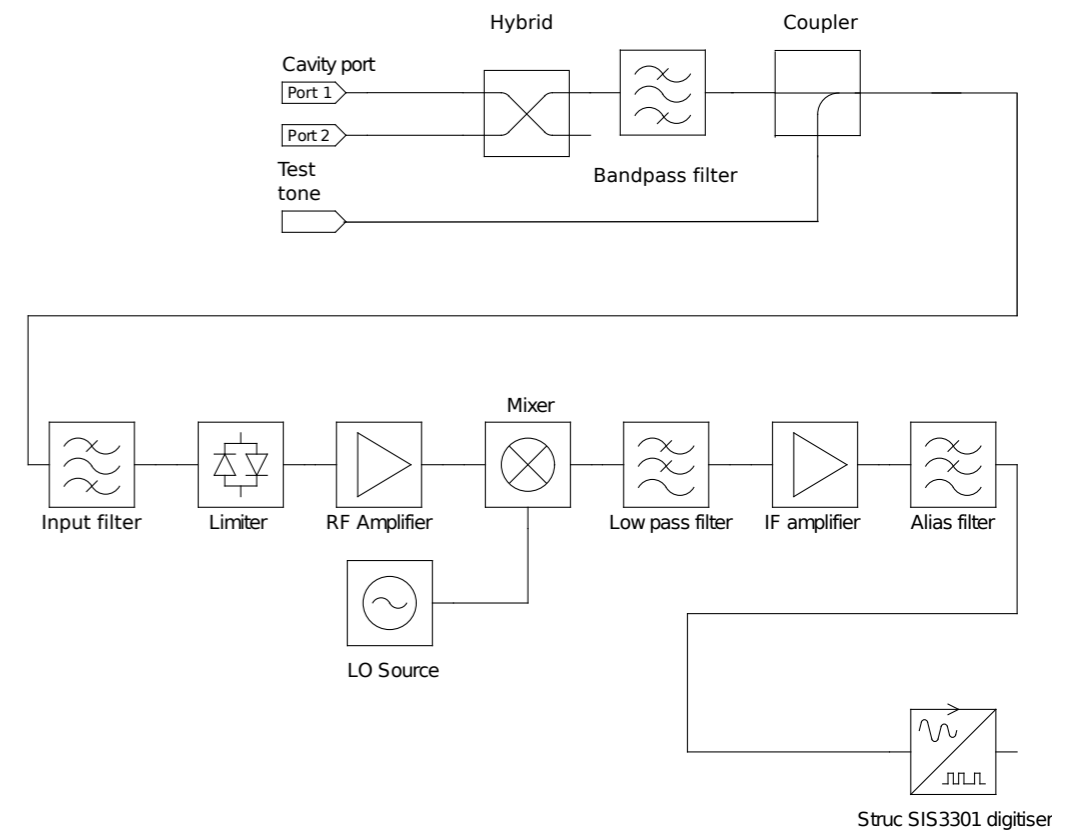 Hybrid
Coupler
Cavity port
Port 1
Port 2
Bandpass filter
Test
tone
Mixer
Input filter
Limiter
RF Amplifier
Low pass filter
IF amplifier
Alias filter
LO Source
Struc SIS3301 digitiser